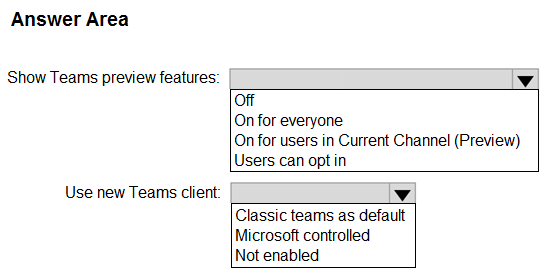 Answer Area
Show Teams preview features:
Off
On for everyone
On for users in Current Channel (Preview)
Users can opt in
Use new Teams client:
Classic teams as default
Microsoft controlled
Not enabled